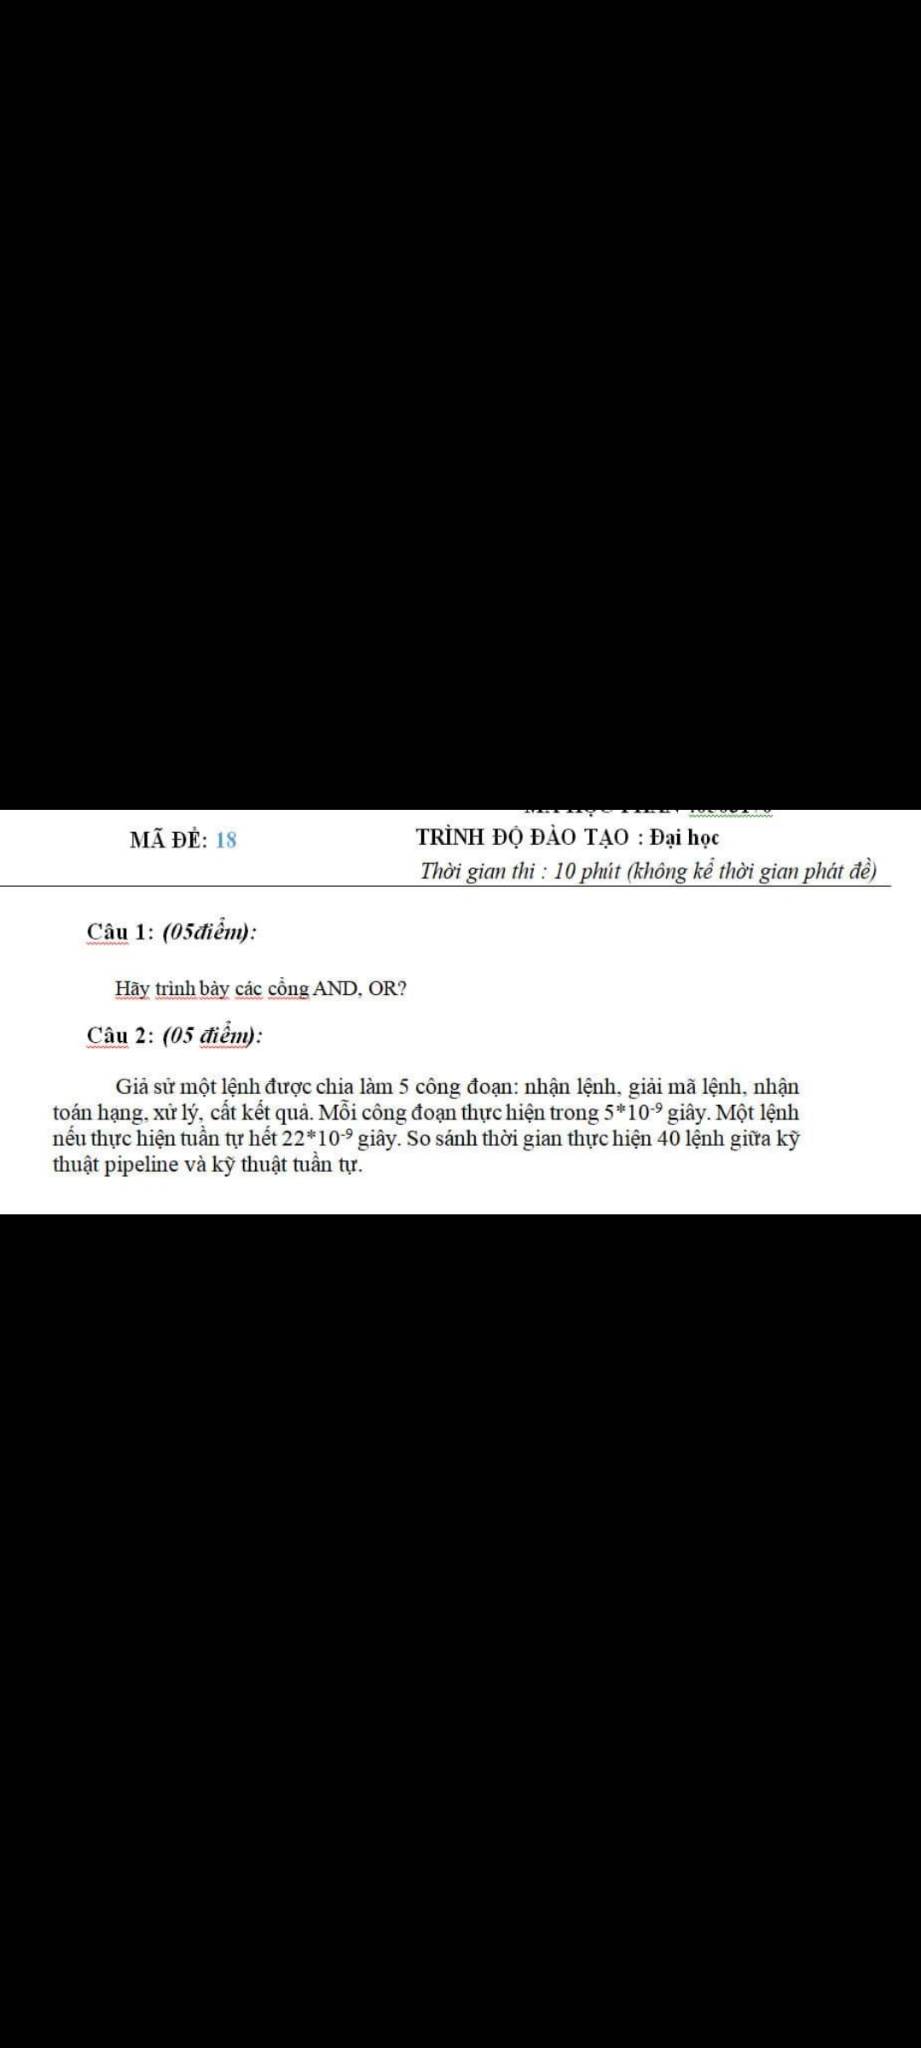 MÃ ĐỀ: 18
TRÌNH ĐỘ ĐÀO TẠO : Đại học
Thời gian thi : 10 phút (không kể thời gian phát đề)
Câu 1: (05điểm):
Hãy trình bày các cổng AND, OR?
Câu 2: (05 điểm):
Giả sử một lệnh được chia làm 5 công đoạn: nhận lệnh, giải mã lệnh, nhận
toán hạng, xử lý, cất kết quả. Mỗi công đoạn thực hiện trong 5*10⁻⁹ giây. Một lệnh
nếu thực hiện tuần tự hết 22*10⁻⁹ giây. So sánh thời gian thực hiện 40 lệnh giữa kỹ
thuật pipeline và kỹ thuật tuần tự.